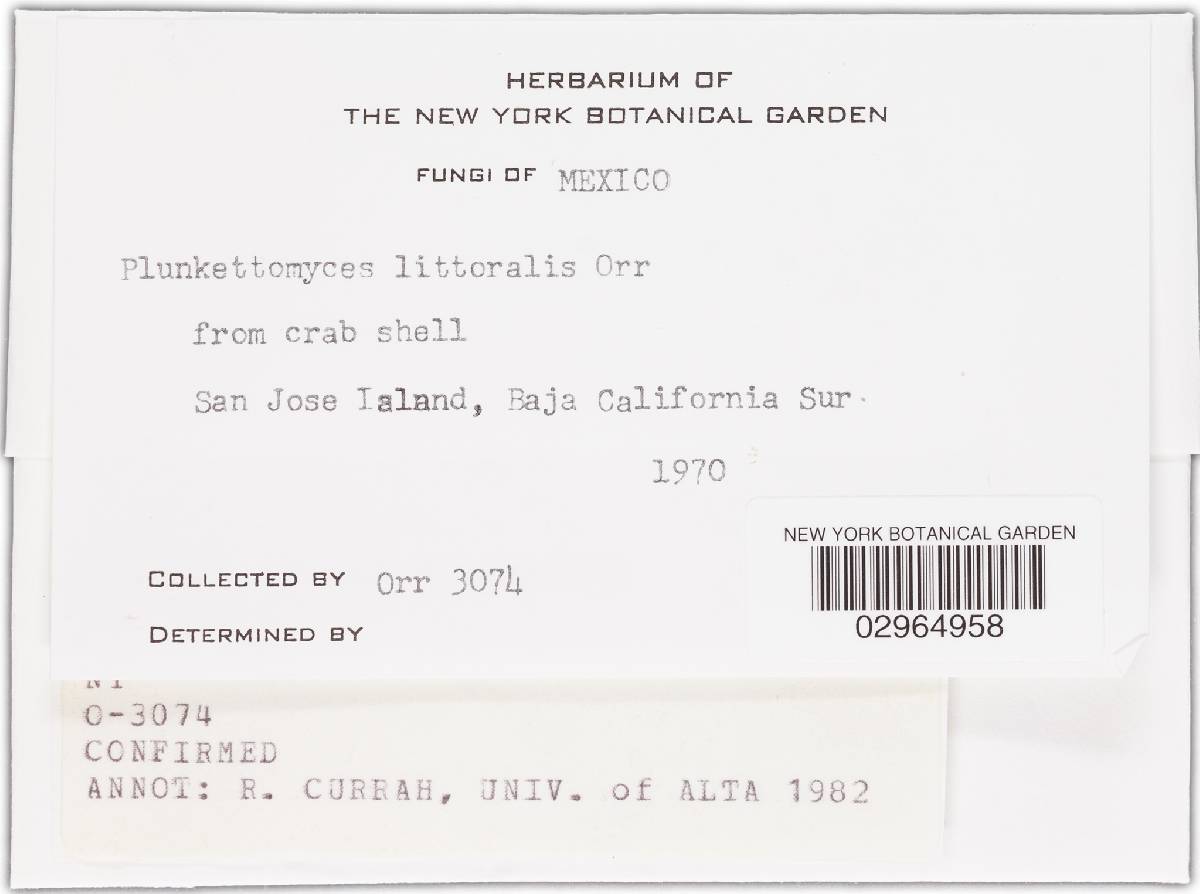 HERBARIUM OF
THE NEW YORK BOTANICAL GARDEN
FUNGI OF MEXICO
Plunkettomyces littoralis Orr
from crab shell
San Jose Island, Baja California Sur.
1970
NEW YORK BOTANICAL GARDEN
02964958
COLLECTED BY Orr 3074
DETERMINED BY
NY
O-3074
CONFIRMED
ANNOT: R. CURRAH, UNIV. of ALTA 1982